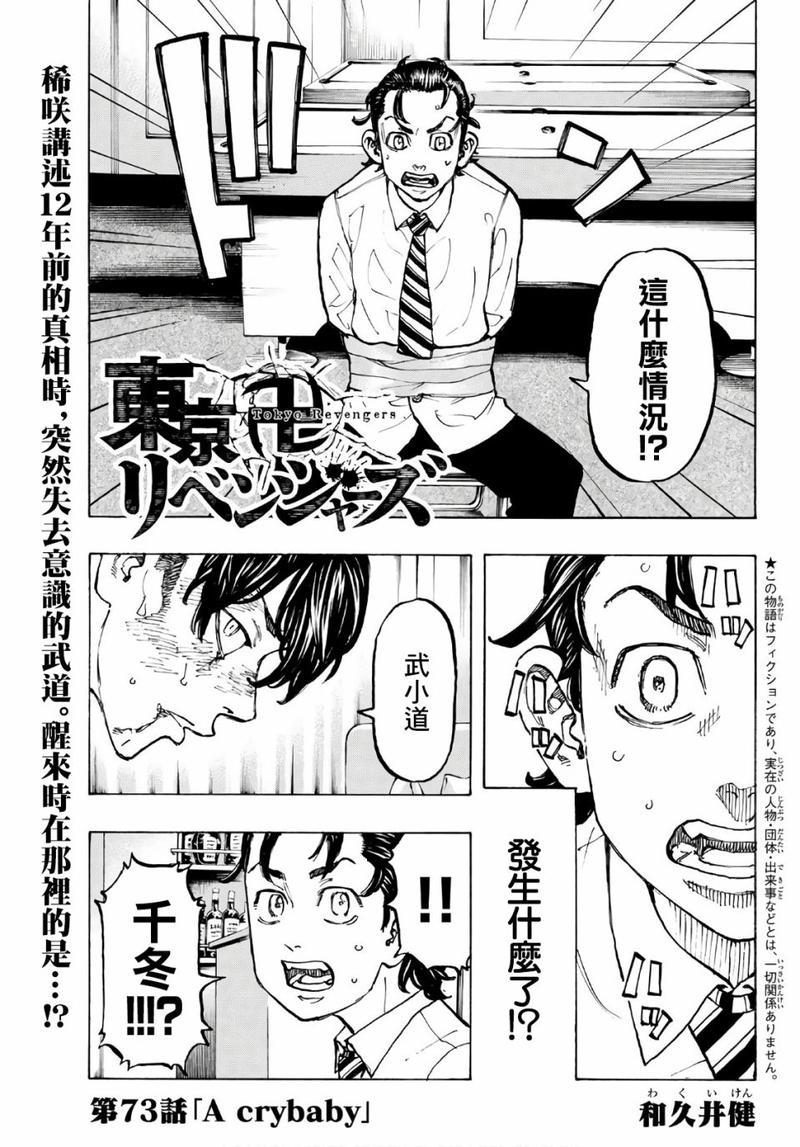 稀咲講述12年前的真相時，突然失去意識的武道。醒來時在那裡的是…!?
這什麼情況!?
東京卍リベンジャーズ
Tokyo Revengers
武小道
發生什麼了!?
!!
千冬!!!?
★この物語はフィクションであり、実在の人物・団体・出来事などとは、一切関係ありません。
第73話「A crybaby」
わくいけん
和久井健